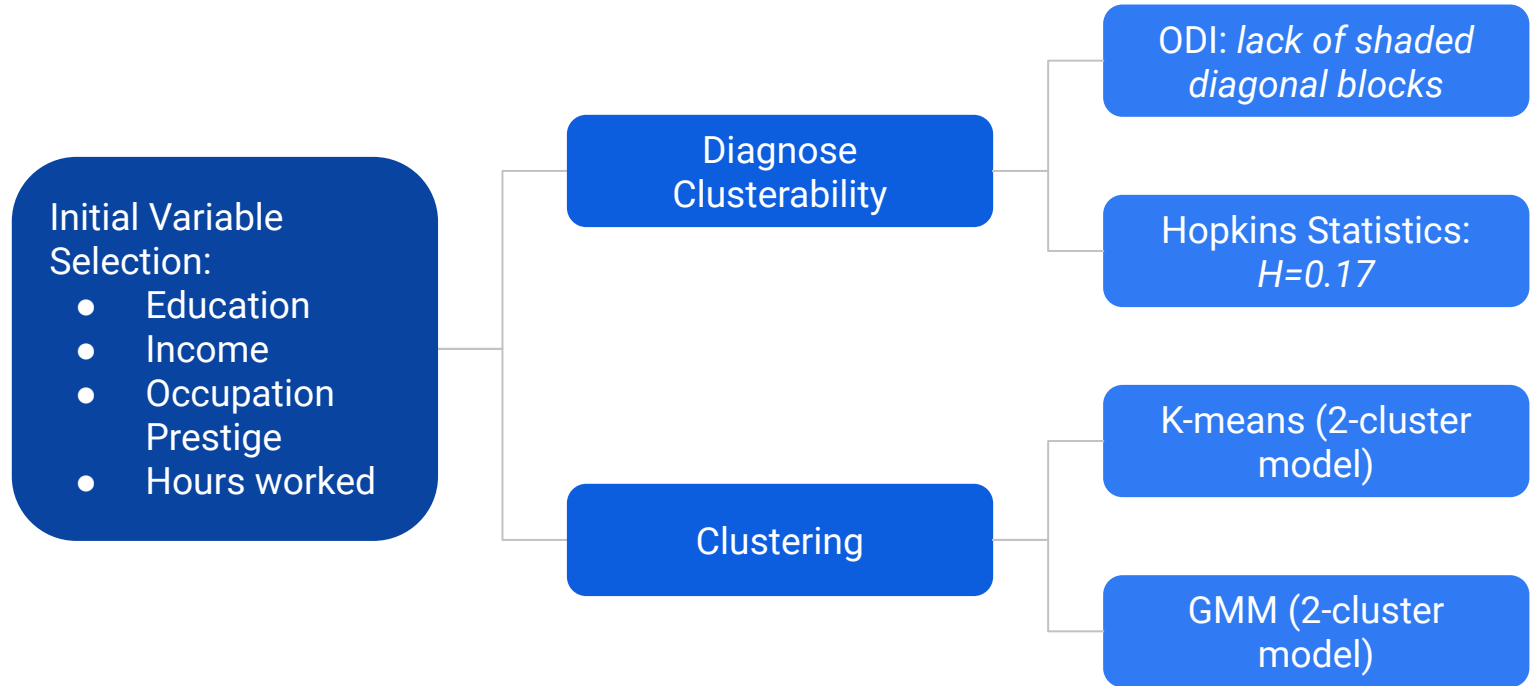 Initial Variable
Selection:
● Education
● Income
● Occupation
Prestige
● Hours worked
Diagnose
Clusterability
ODI: lack of shaded
diagonal blocks
Hopkins Statistics:
H=0.17
Clustering
K-means (2-cluster
model)
GMM (2-cluster
model)